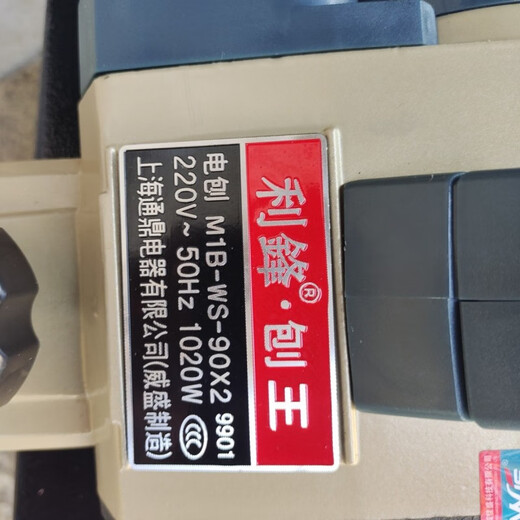 利鋒®·刨王
电刨 M1B-WS-90X2 9901
220V~ 50Hz 1020W CCC
上海通鼎电器有限公司(威盛制造)